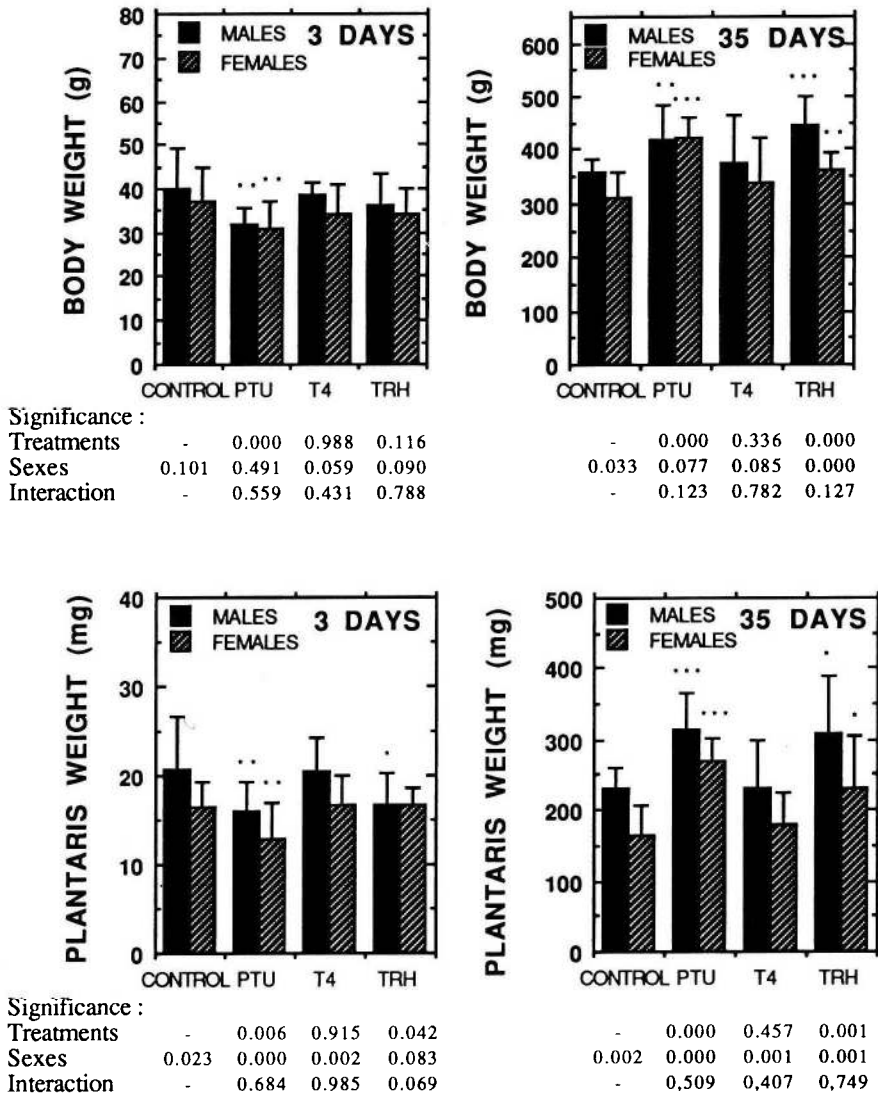 MALES 3 DAYS
FEMALES
BODY WEIGHT (g)
80
70
60
50
40
30
20
10
0
CONTROL PTU T4 TRH
Significance :
Treatments - 0.000 0.988 0.116
Sexes 0.101 0.491 0.059 0.090
Interaction - 0.559 0.431 0.788
MALES 35 DAYS
FEMALES
BODY WEIGHT (g)
600
500
400
300
200
100
0
CONTROL PTU T4 TRH
- 0.000 0.336 0.000
0.033 0.077 0.085 0.000
- 0.123 0.782 0.127
MALES 3 DAYS
FEMALES
PLANTARIS WEIGHT (mg)
40
30
20
10
0
CONTROL PTU T4 TRH
Significance :
Treatments - 0.006 0.915 0.042
Sexes 0.023 0.000 0.002 0.083
Interaction - 0.684 0.985 0.069
MALES 35 DAYS
FEMALES
PLANTARIS WEIGHT (mg)
500
400
300
200
100
0
CONTROL PTU T4 TRH
- 0.000 0.457 0.001
0.002 0.000 0.001 0.001
- 0,509 0,407 0,749